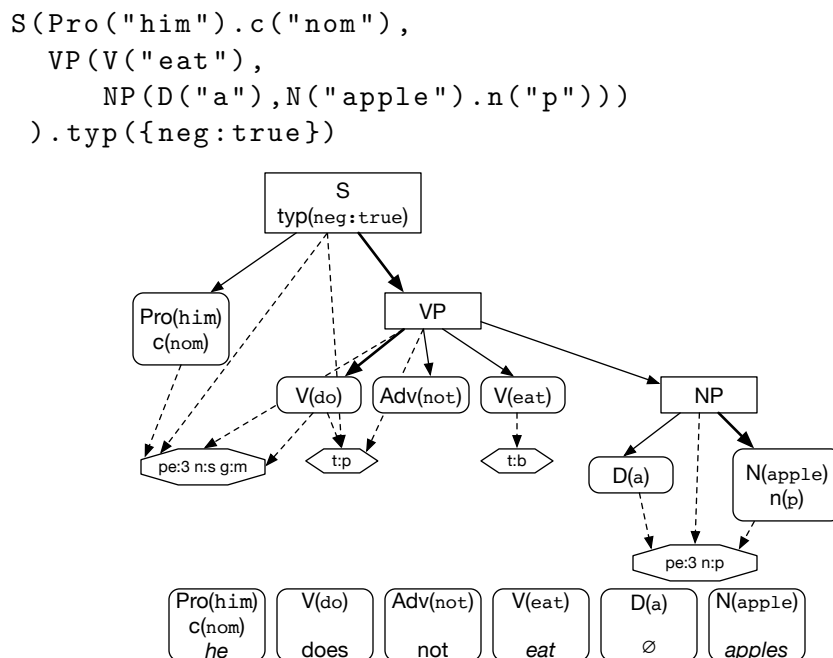 S(Pro("him").c("nom"),
VP(V("eat"),
NP(D("a"),N("apple").n("p")))
).typ({neg:true})
S
typ(neg:true)
Pro(him)
c(nom)
VP
V(do) Adv(not) V(eat) NP
pe:3 n:s g:m t:p t:b
D(a) N(apple)
n(p)
pe:3 n:p
Pro(him) V(do) Adv(not) V(eat) D(a) N(apple)
c(nom)
he does not eat ∅ apples